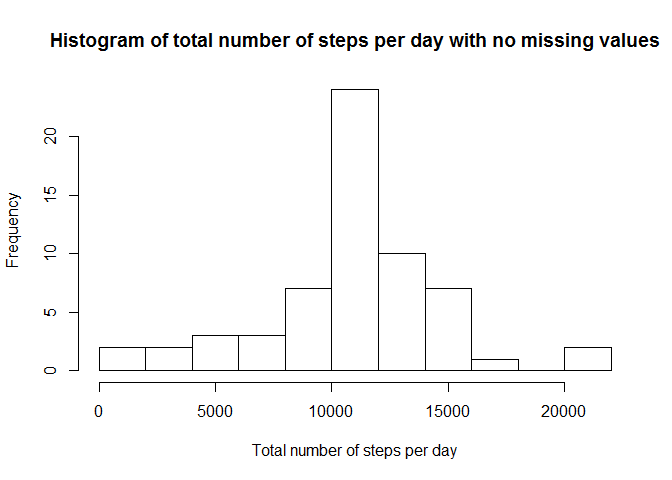 Histogram of total number of steps per day with no missing values
Frequency
20
15
10
5
0
0 5000 10000 15000 20000
Total number of steps per day